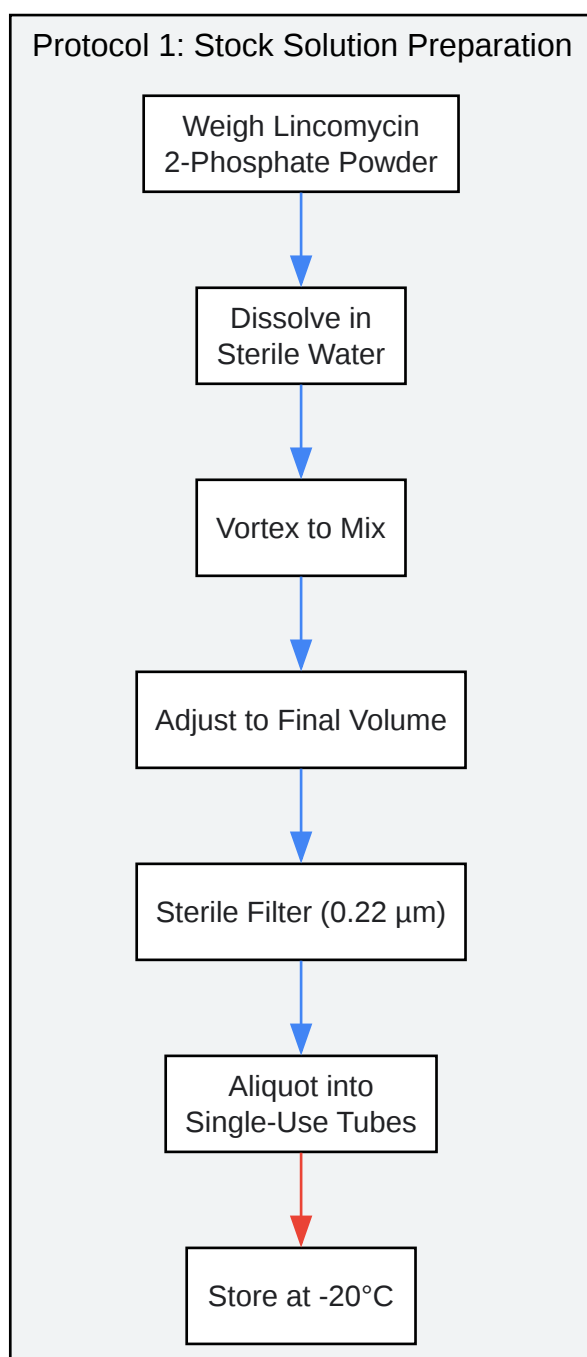 Protocol 1: Stock Solution Preparation
Weigh Lincomycin
2-Phosphate Powder
Dissolve in
Sterile Water
Vortex to Mix
Adjust to Final Volume
Sterile Filter (0.22 µm)
Aliquot into
Single-Use Tubes
Store at -20°C